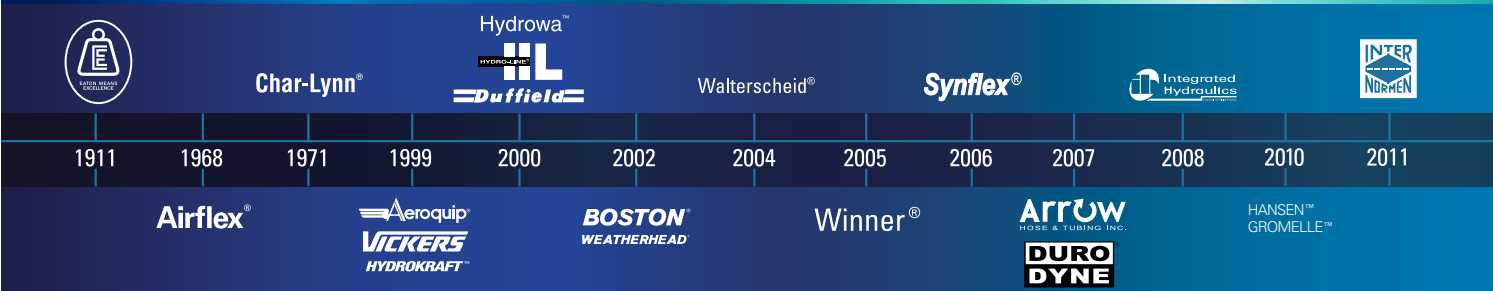 EATON MEANS
EXCELLENCE
Char-Lynn®
Hydrowa™
HYDRO-LINE®
HL
Duffield
Walterscheid®
Synflex®
Integrated
Hydraulics
INTER
NORMEN
1911 1968 1971 1999 2000 2002 2004 2005 2006 2007 2008 2010 2011
Airflex®
Aeroquip®
VICKERS
HYDROKRAFT™
BOSTON®
WEATHERHEAD®
Winner®
Arrow
HOSE & TUBING INC.
DURO
DYNE
HANSEN™
GROMELLE™